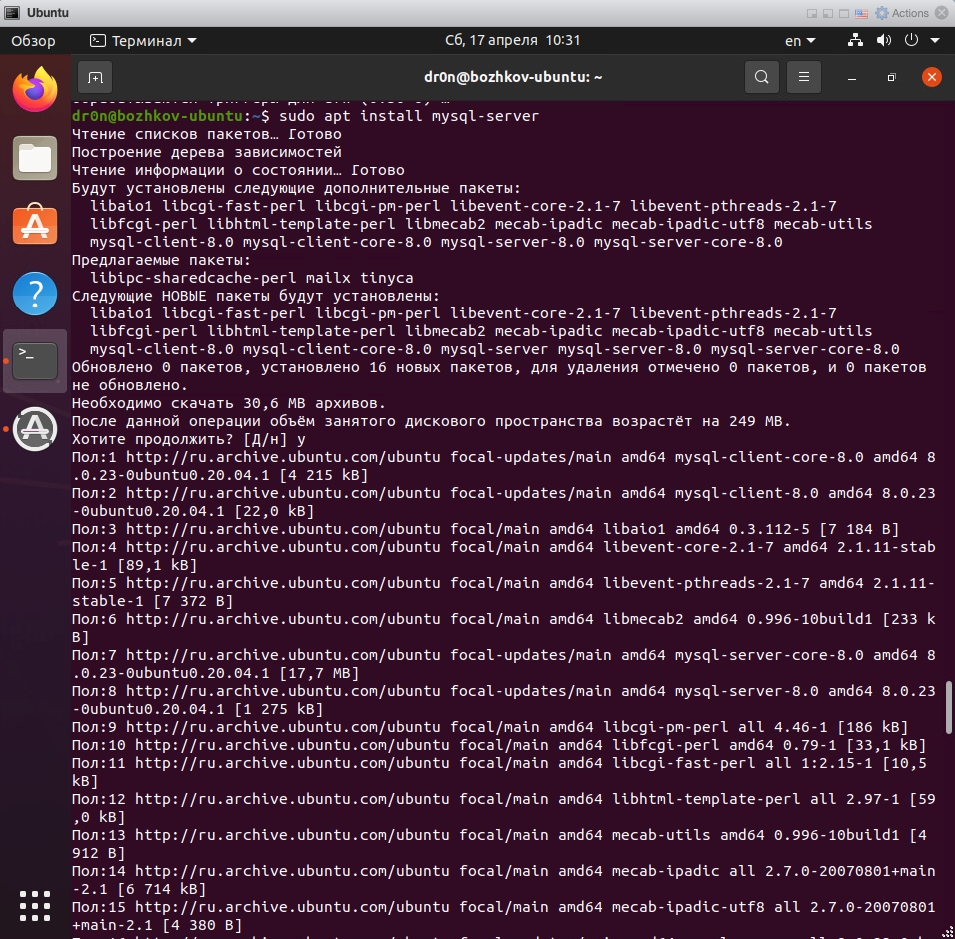 Ubuntu
Actions
Обзор
Терминал
Сб, 17 апреля 10:31
en
dr0n@bozhkov-ubuntu: ~
dr0n@bozhkov-ubuntu:~$ sudo apt install mysql-server
Чтение списков пакетов… Готово
Построение дерева зависимостей
Чтение информации о состоянии… Готово
Будут установлены следующие дополнительные пакеты:
libaio1 libcgi-fast-perl libcgi-pm-perl libevent-core-2.1-7 libevent-pthreads-2.1-7
libfcgi-perl libhtml-template-perl libmecab2 mecab-ipadic mecab-ipadic-utf8 mecab-utils
mysql-client-8.0 mysql-client-core-8.0 mysql-server-8.0 mysql-server-core-8.0
Предлагаемые пакеты:
libipc-sharedcache-perl mailx tinyca
Следующие НОВЫЕ пакеты будут установлены:
libaio1 libcgi-fast-perl libcgi-pm-perl libevent-core-2.1-7 libevent-pthreads-2.1-7
libfcgi-perl libhtml-template-perl libmecab2 mecab-ipadic mecab-ipadic-utf8 mecab-utils
mysql-client-8.0 mysql-client-core-8.0 mysql-server mysql-server-8.0 mysql-server-core-8.0
Обновлено 0 пакетов, установлено 16 новых пакетов, для удаления отмечено 0 пакетов, и 0 пакетов
не обновлено.
Необходимо скачать 30,6 MB архивов.
После данной операции объём занятого дискового пространства возрастёт на 249 MB.
Хотите продолжить? [Д/н] y
Пол:1 http://ru.archive.ubuntu.com/ubuntu focal-updates/main amd64 mysql-client-core-8.0 amd64 8
.0.23-0ubuntu0.20.04.1 [4 215 kB]
Пол:2 http://ru.archive.ubuntu.com/ubuntu focal-updates/main amd64 mysql-client-8.0 amd64 8.0.23
-0ubuntu0.20.04.1 [22,0 kB]
Пол:3 http://ru.archive.ubuntu.com/ubuntu focal/main amd64 libaio1 amd64 0.3.112-5 [7 184 B]
Пол:4 http://ru.archive.ubuntu.com/ubuntu focal/main amd64 libevent-core-2.1-7 amd64 2.1.11-stab
le-1 [89,1 kB]
Пол:5 http://ru.archive.ubuntu.com/ubuntu focal/main amd64 libevent-pthreads-2.1-7 amd64 2.1.11-
stable-1 [7 372 B]
Пол:6 http://ru.archive.ubuntu.com/ubuntu focal/main amd64 libmecab2 amd64 0.996-10build1 [233 k
B]
Пол:7 http://ru.archive.ubuntu.com/ubuntu focal-updates/main amd64 mysql-server-core-8.0 amd64 8
.0.23-0ubuntu0.20.04.1 [17,7 MB]
Пол:8 http://ru.archive.ubuntu.com/ubuntu focal-updates/main amd64 mysql-server-8.0 amd64 8.0.23
-0ubuntu0.20.04.1 [1 275 kB]
Пол:9 http://ru.archive.ubuntu.com/ubuntu focal/main amd64 libcgi-pm-perl all 4.46-1 [186 kB]
Пол:10 http://ru.archive.ubuntu.com/ubuntu focal/main amd64 libfcgi-perl amd64 0.79-1 [33,1 kB]
Пол:11 http://ru.archive.ubuntu.com/ubuntu focal/main amd64 libcgi-fast-perl all 1:2.15-1 [10,5
kB]
Пол:12 http://ru.archive.ubuntu.com/ubuntu focal/main amd64 libhtml-template-perl all 2.97-1 [59
,0 kB]
Пол:13 http://ru.archive.ubuntu.com/ubuntu focal/main amd64 mecab-utils amd64 0.996-10build1 [4
912 B]
Пол:14 http://ru.archive.ubuntu.com/ubuntu focal/main amd64 mecab-ipadic all 2.7.0-20070801+main
-2.1 [6 714 kB]
Пол:15 http://ru.archive.ubuntu.com/ubuntu focal/main amd64 mecab-ipadic-utf8 all 2.7.0-20070801
+main-2.1 [4 380 B]